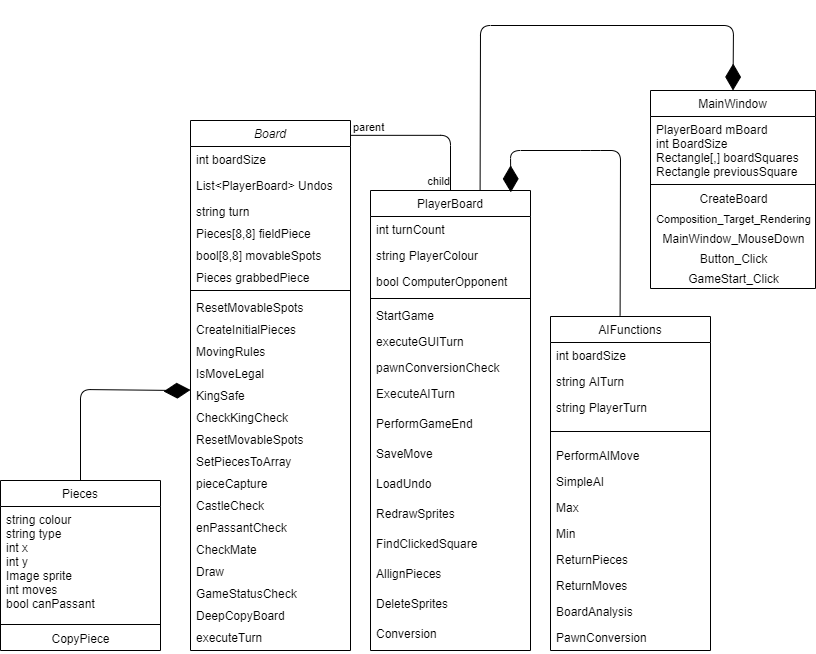 parent
child
Board
int boardSize
List<PlayerBoard> Undos
string turn
Pieces[8,8] fieldPiece
bool[8,8] movableSpots
Pieces grabbedPiece
ResetMovableSpots
CreateInitialPieces
MovingRules
IsMoveLegal
KingSafe
CheckKingCheck
ResetMovableSpots
SetPiecesToArray
pieceCapture
CastleCheck
enPassantCheck
CheckMate
Draw
GameStatusCheck
DeepCopyBoard
executeTurn
Pieces
string colour
string type
int x
int y
Image sprite
int moves
bool canPassant
CopyPiece
PlayerBoard
int turnCount
string PlayerColour
bool ComputerOpponent
StartGame
executeGUITurn
pawnConversionCheck
ExecuteAITurn
PerformGameEnd
SaveMove
LoadUndo
RedrawSprites
FindClickedSquare
AllignPieces
DeleteSprites
Conversion
AIFunctions
int boardSize
string AITurn
string PlayerTurn
PerformAIMove
SimpleAI
Max
Min
ReturnPieces
ReturnMoves
BoardAnalysis
PawnConversion
MainWindow
PlayerBoard mBoard
int BoardSize
Rectangle[,] boardSquares
Rectangle previousSquare
CreateBoard
Composition_Target_Rendering
MainWindow_MouseDown
Button_Click
GameStart_Click